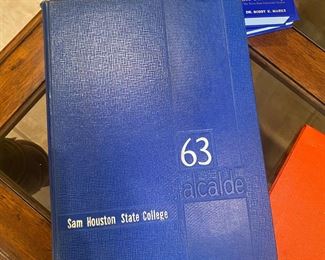 DR. BOBBY K. MARKS
63
alcalde
Sam Houston State College